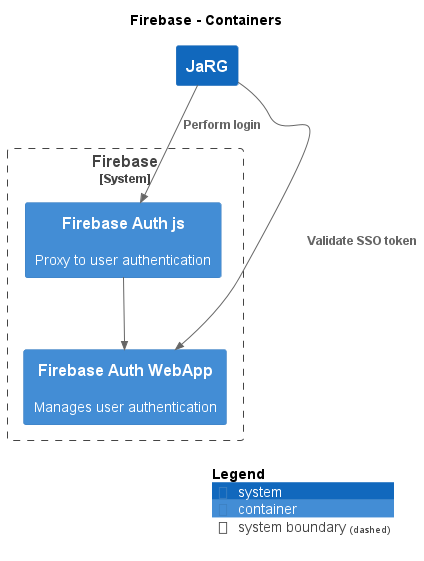 Firebase - Containers
JaRG
Perform login
Firebase
[System]
Firebase Auth js
Proxy to user authentication
Validate SSO token
Firebase Auth WebApp
Manages user authentication
Legend
system
container
system boundary (dashed)